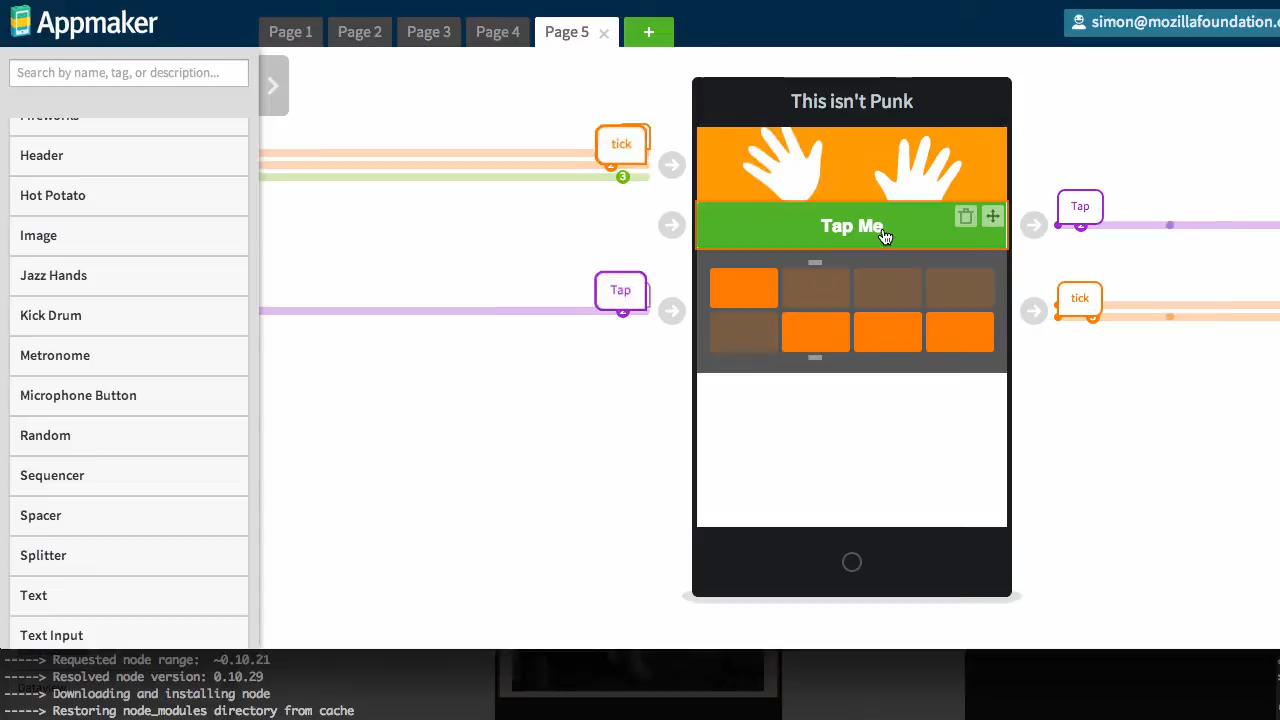 Appmaker
Page 1
Page 2
Page 3
Page 4
Page 5
+
simon@mozillafoundation.c
Search by name, tag, or description...
Fireworks
Header
Hot Potato
Image
Jazz Hands
Kick Drum
Metronome
Microphone Button
Random
Sequencer
Spacer
Splitter
Text
Text Input
tick
3
Tap
This isn't Punk
Tap Me
Tap
tick
-----> Requested node range:  ~0.10.21
-----> Resolved node version: 0.10.29
-----> Downloading and installing node
-----> Restoring node_modules directory from cache